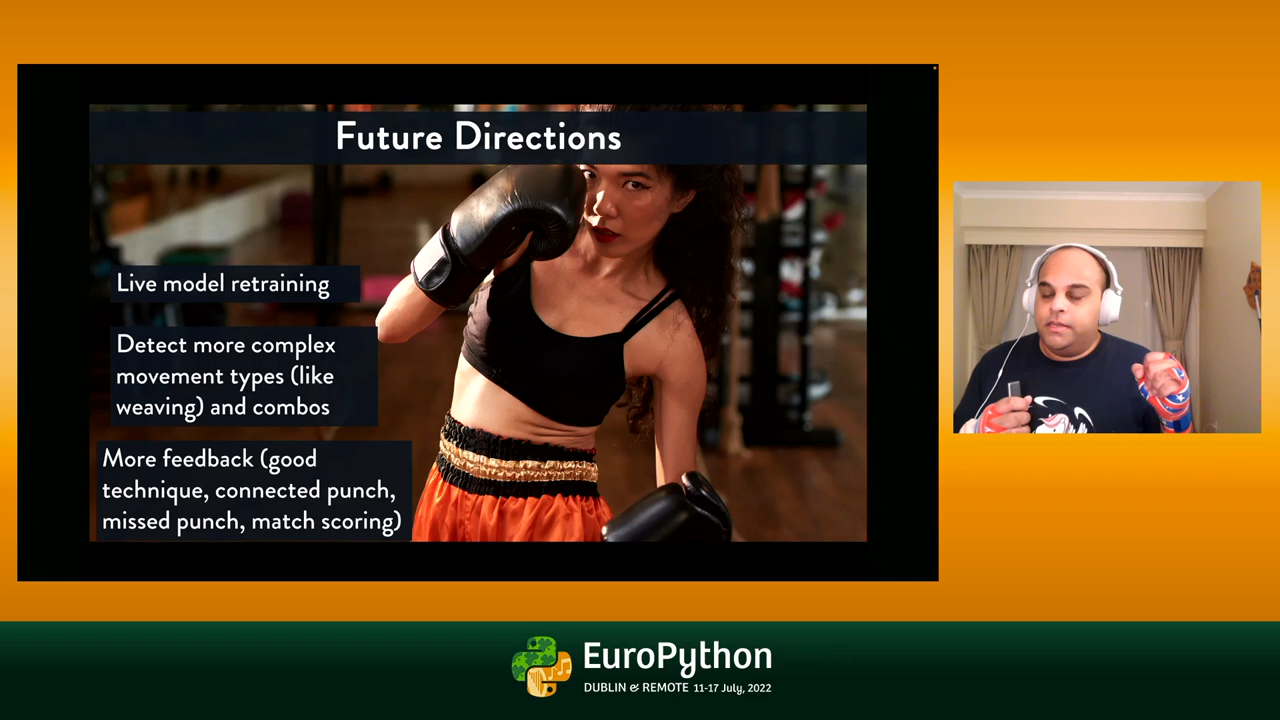 Future Directions
Live model retraining
Detect more complex
movement types (like
weaving) and combos
More feedback (good
technique, connected punch,
missed punch, match scoring)
EuroPython
DUBLIN & REMOTE 11-17 July, 2022